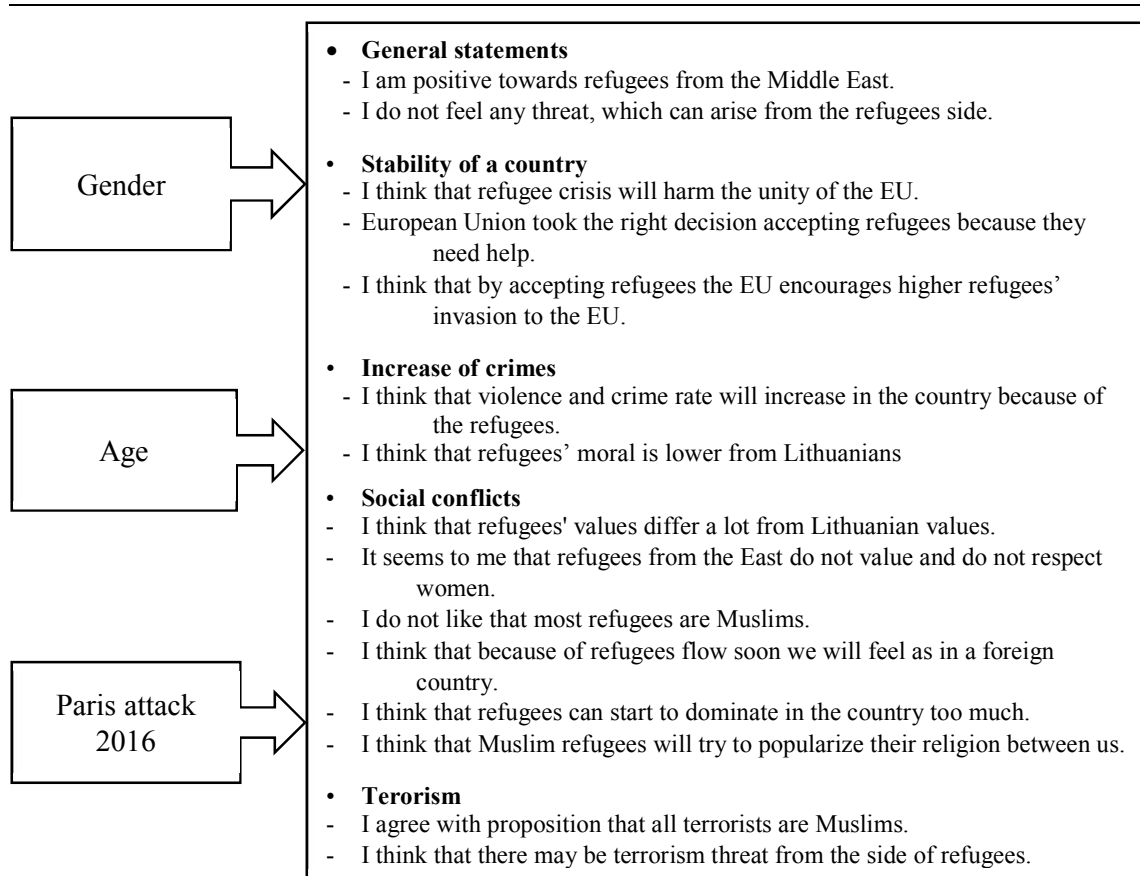 • General statements
- I am positive towards refugees from the Middle East.
- I do not feel any threat, which can arise from the refugees side.
Gender
• Stability of a country
- I think that refugee crisis will harm the unity of the EU.
- European Union took the right decision accepting refugees because they
need help.
- I think that by accepting refugees the EU encourages higher refugees’
invasion to the EU.
• Increase of crimes
- I think that violence and crime rate will increase in the country because of
the refugees.
- I think that refugees’ moral is lower from Lithuanians
Age
• Social conflicts
- I think that refugees' values differ a lot from Lithuanian values.
- It seems to me that refugees from the East do not value and do not respect
women.
- I do not like that most refugees are Muslims.
- I think that because of refugees flow soon we will feel as in a foreign
country.
- I think that refugees can start to dominate in the country too much.
- I think that Muslim refugees will try to popularize their religion between us.
Paris attack
2016
• Terorism
- I agree with proposition that all terrorists are Muslims.
- I think that there may be terrorism threat from the side of refugees.